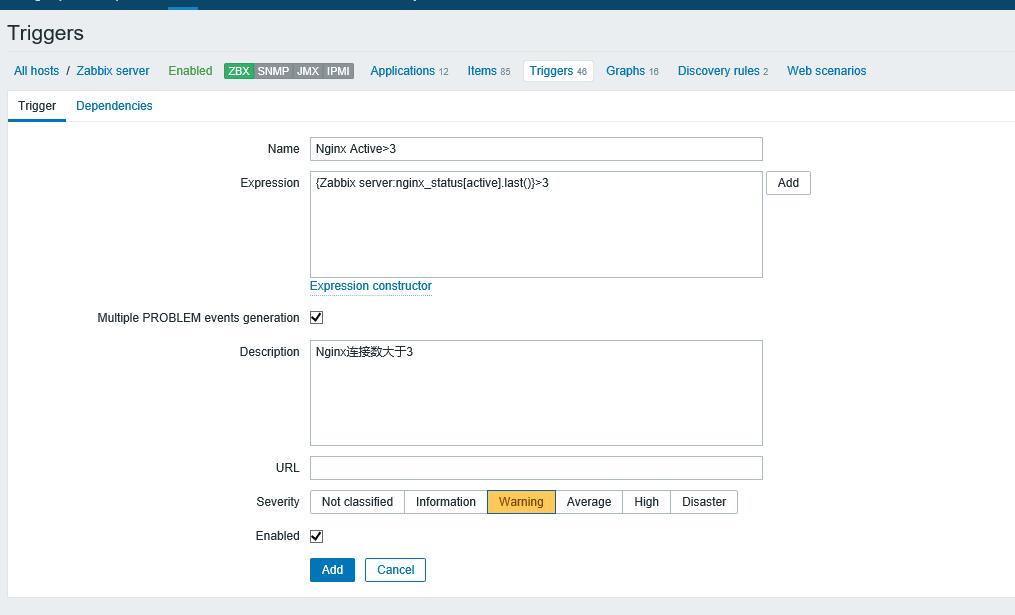 Triggers
All hosts / Zabbix server Enabled ZBX SNMP JMX IPMI Applications 12 Items 85 Triggers 46 Graphs 16 Discovery rules 2 Web scenarios
Trigger Dependencies
Name Nginx Active>3
Expression {Zabbix server:nginx_status[active].last()}>3 Add
Expression constructor
Multiple PROBLEM events generation
Description Nginx连接数大于3
URL
Severity Not classified Information Warning Average High Disaster
Enabled
Add Cancel